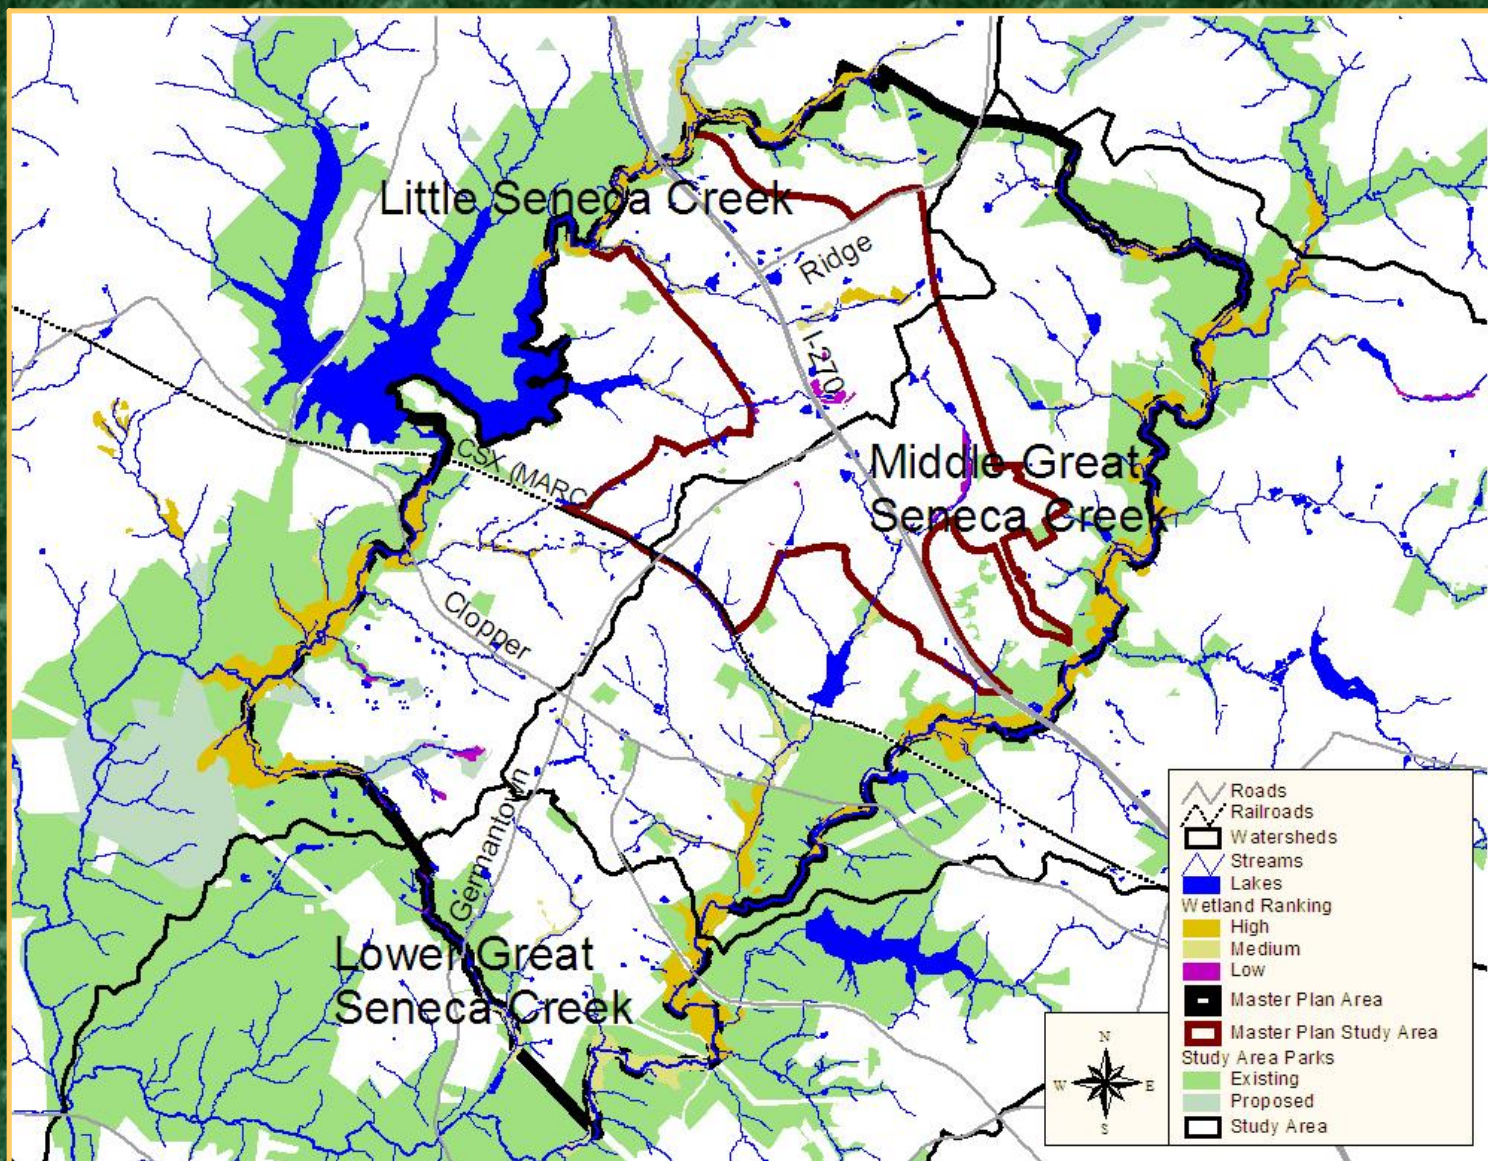 Little Seneca Creek
Ridge
I-270
CSX (MARC
Middle Great
Seneca Creek
Clopper
Germantown
Lower Great
Seneca Creek
Roads
Railroads
Watersheds
Streams
Lakes
Wetland Ranking
High
Medium
Low
Master Plan Area
Master Plan Study Area
Study Area Parks
Existing
Proposed
Study Area
N
W E
S